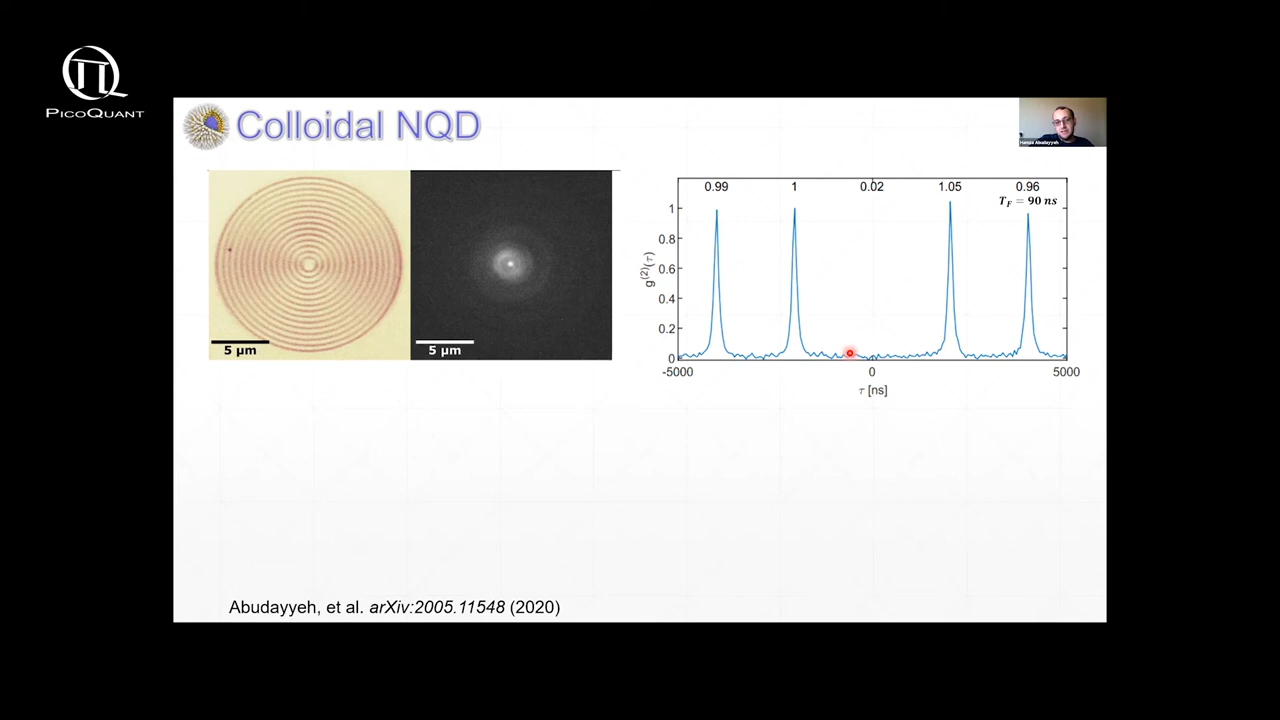 PICOQUANT
Colloidal NQD
Hamza Abudayyeh
5 µm
5 µm
0.99 1 0.02 1.05 0.96
T_F = 90 ns
1
0.8
0.6
0.4
0.2
0
g(2)(τ)
-5000 0 5000
τ [ns]
Abudayyeh, et al. arXiv:2005.11548 (2020)